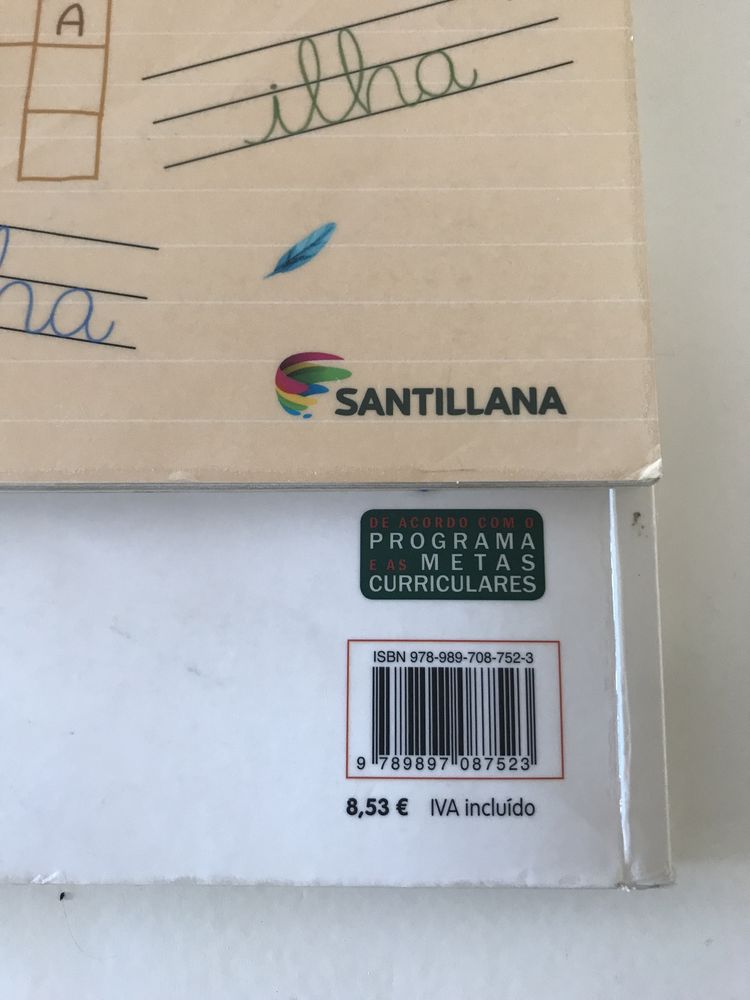 A
ilha
ha
SANTILLANA
DE ACORDO COM O
PROGRAMA
E AS METAS
CURRICULARES
ISBN 978-989-708-752-3
9 789897 087523
8,53 € IVA incluído